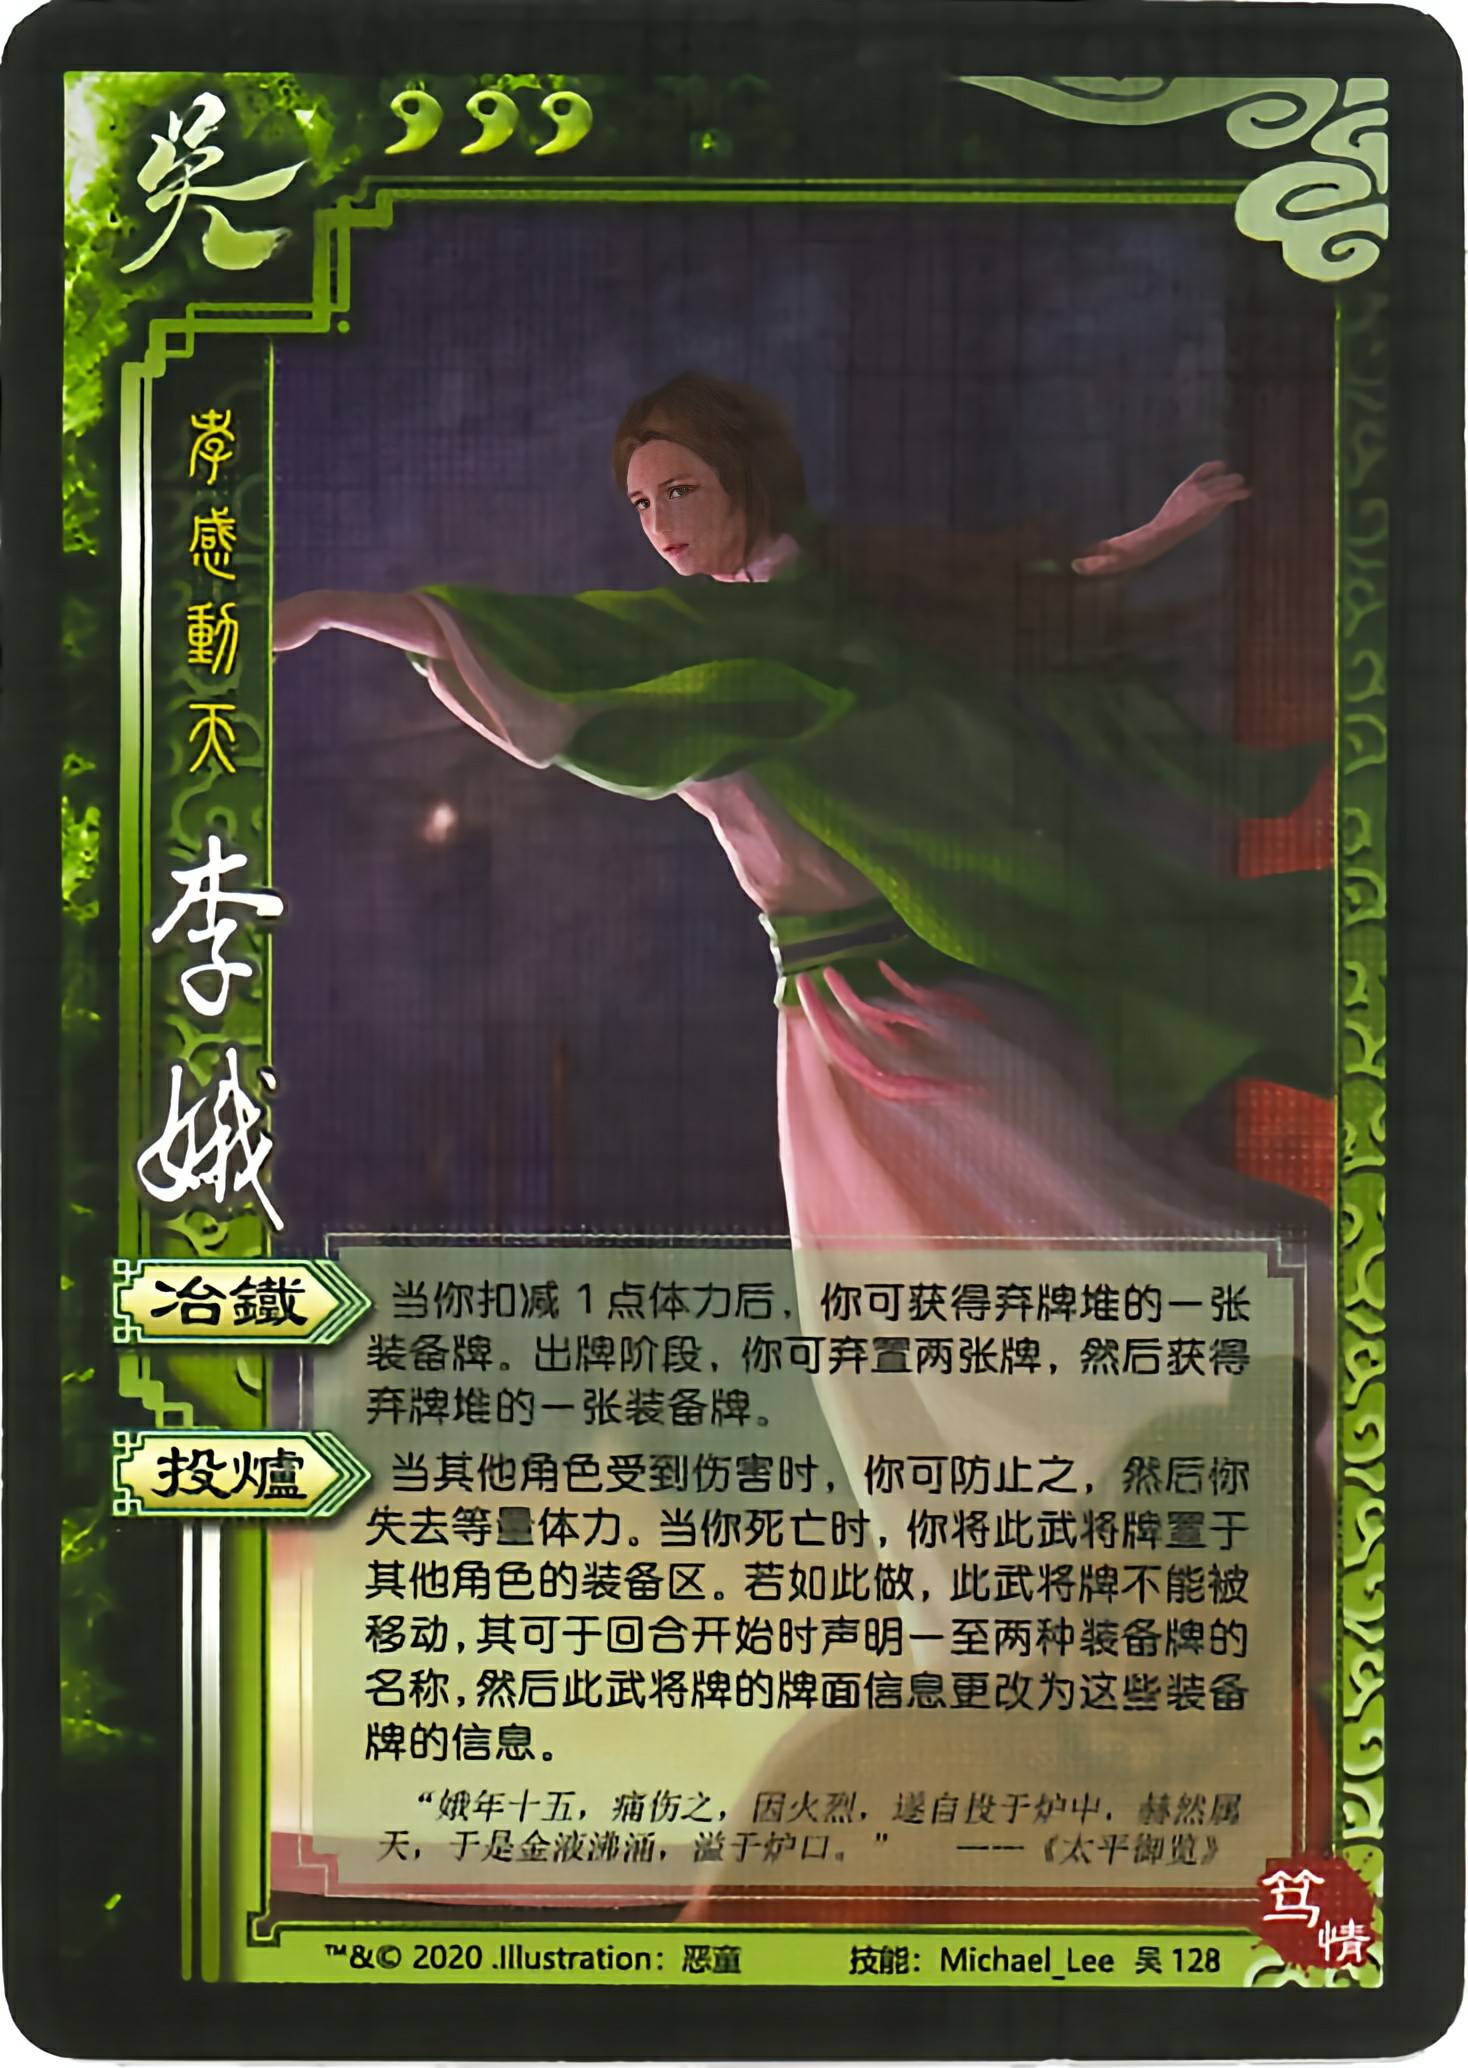 吴
孝感動天
李娥
冶鐵
当你扣减1点体力后，你可获得弃牌堆的一张
装备牌。出牌阶段，你可弃置两张牌，然后获得
弃牌堆的一张装备牌。
投爐
当其他角色受到伤害时，你可防止之，然后你
失去等量体力。当你死亡时，你将此武将牌置于
其他角色的装备区。若如此做，此武将牌不能被
移动，其可于回合开始时声明一至两种装备牌的
名称，然后此武将牌的牌面信息更改为这些装备
牌的信息。
“娥年十五，痛伤之，因火烈，遂自投于炉中，赫然属
天，于是金液沸涌，溢于炉口。” ——《太平御览》
笃情
™&© 2020 .Illustration：恶童 技能：Michael_Lee 吴 128